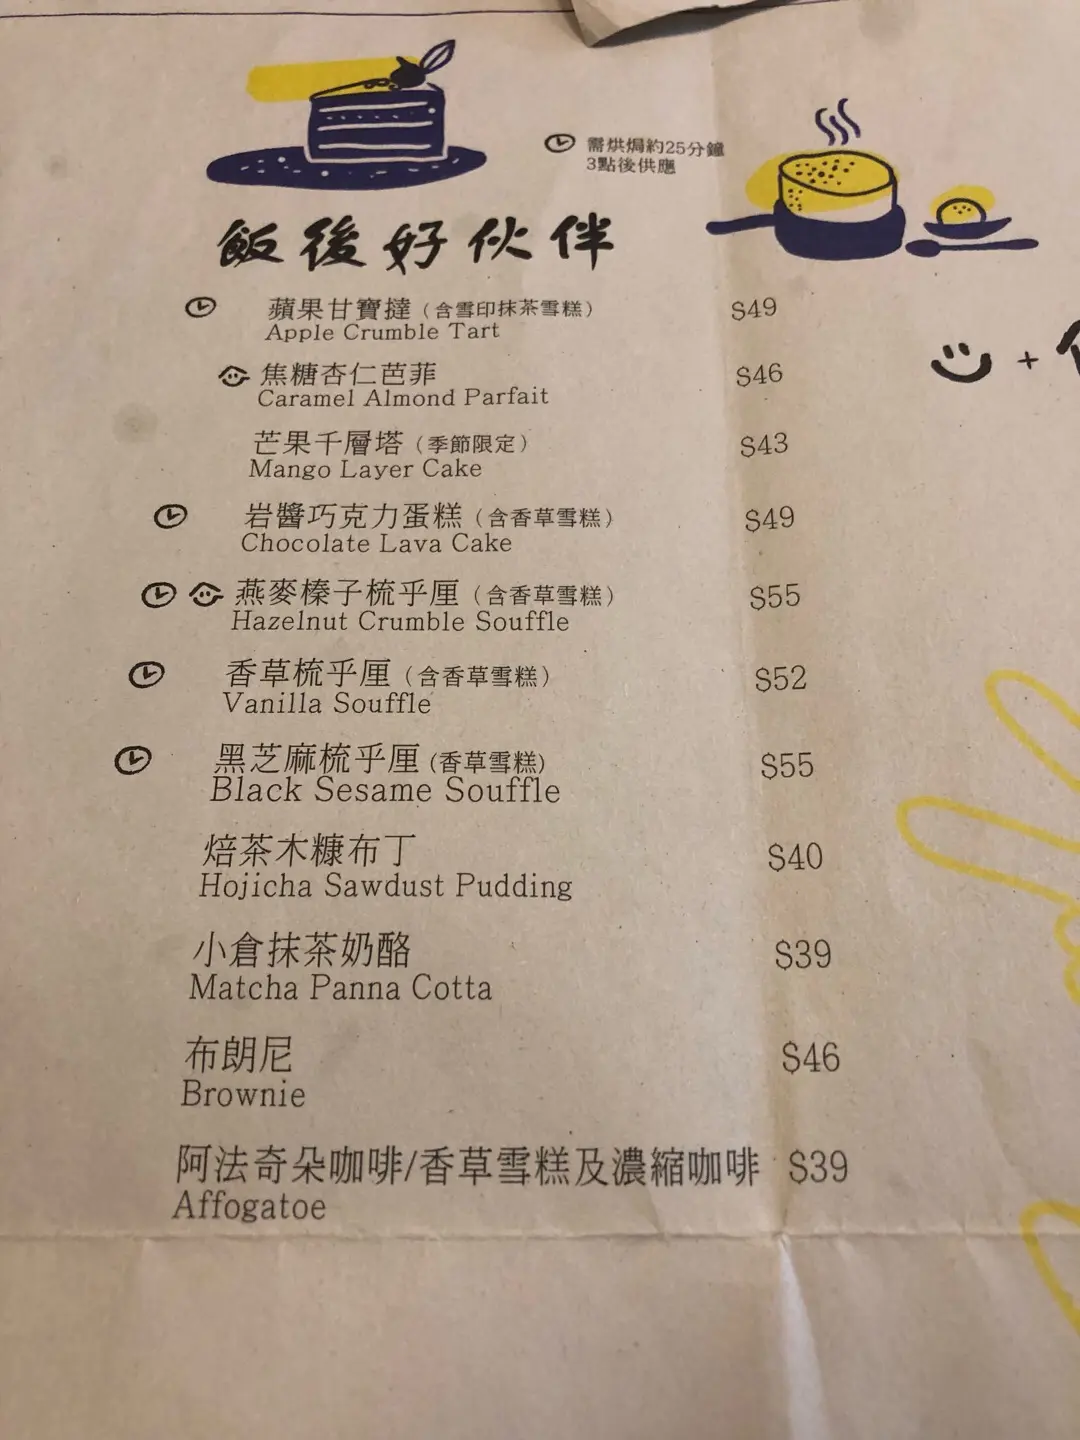 需烘焗約25分鐘
3點後供應
飯後好伙伴
蘋果甘寶撻（含雪印抹茶雪糕） $49
Apple Crumble Tart
焦糖杏仁芭菲 $46
Caramel Almond Parfait
芒果千層塔（季節限定） $43
Mango Layer Cake
岩醬巧克力蛋糕（含香草雪糕） $49
Chocolate Lava Cake
燕麥榛子梳乎厘（含香草雪糕） $55
Hazelnut Crumble Souffle
香草梳乎厘（含香草雪糕） $52
Vanilla Souffle
黑芝麻梳乎厘(香草雪糕) $55
Black Sesame Souffle
焙茶木糠布丁 $40
Hojicha Sawdust Pudding
小倉抹茶奶酪 $39
Matcha Panna Cotta
布朗尼 $46
Brownie
阿法奇朵咖啡/香草雪糕及濃縮咖啡 $39
Affogatoe
+